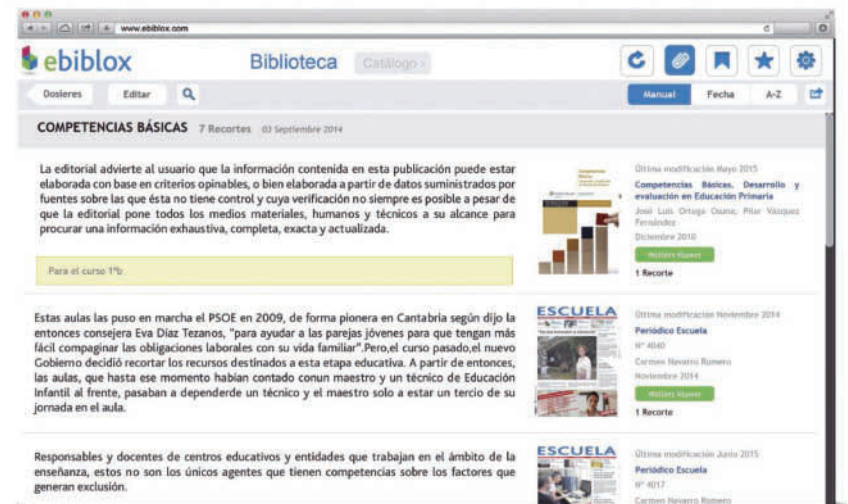 www.ebiblox.com
ebiblox
Biblioteca
Catálogo ›
Dosieres
Editar
Manual
Fecha
A-Z
COMPETENCIAS BÁSICAS 7 Recortes 03 Septiembre 2014
La editorial advierte al usuario que la información contenida en esta publicación puede estar
elaborada con base en criterios opinables, o bien elaborada a partir de datos suministrados por
fuentes sobre las que ésta no tiene control y cuya verificación no siempre es posible a pesar de
que la editorial pone todos los medios materiales, humanos y técnicos a su alcance para
procurar una información exhaustiva, completa, exacta y actualizada.
Para el curso 1ºb
Competencias
Básicas
Última modificación Mayo 2015
Competencias Básicas. Desarrollo y
evaluación en Educación Primaria
José Luis Ortega Osuna, Pilar Vázquez
Fernández
Diciembre 2010
Wolters Kluwer
1 Recorte
Estas aulas las puso en marcha el PSOE en 2009, de forma pionera en Cantabria según dijo la
entonces consejera Eva Díaz Tezanos, "para ayudar a las parejas jóvenes para que tengan más
fácil compaginar las obligaciones laborales con su vida familiar".Pero,el curso pasado,el nuevo
Gobierno decidió recortar los recursos destinados a esta etapa educativa. A partir de entonces,
las aulas, que hasta ese momento habían contado conun maestro y un técnico de Educación
Infantil al frente, pasaban a dependerde un técnico y el maestro solo a estar un tercio de su
jornada en el aula.
ESCUELA
Última modificación Noviembre 2014
Periódico Escuela
Nº 4040
Carmen Navarro Romero
Noviembre 2014
Wolters Kluwer
1 Recorte
Responsables y docentes de centros educativos y entidades que trabajan en el ámbito de la
enseñanza, estos no son los únicos agentes que tienen competencias sobre los factores que
generan exclusión.
ESCUELA
Última modificación Junio 2015
Periódico Escuela
Nº 4017
Carmen Navarro Romero